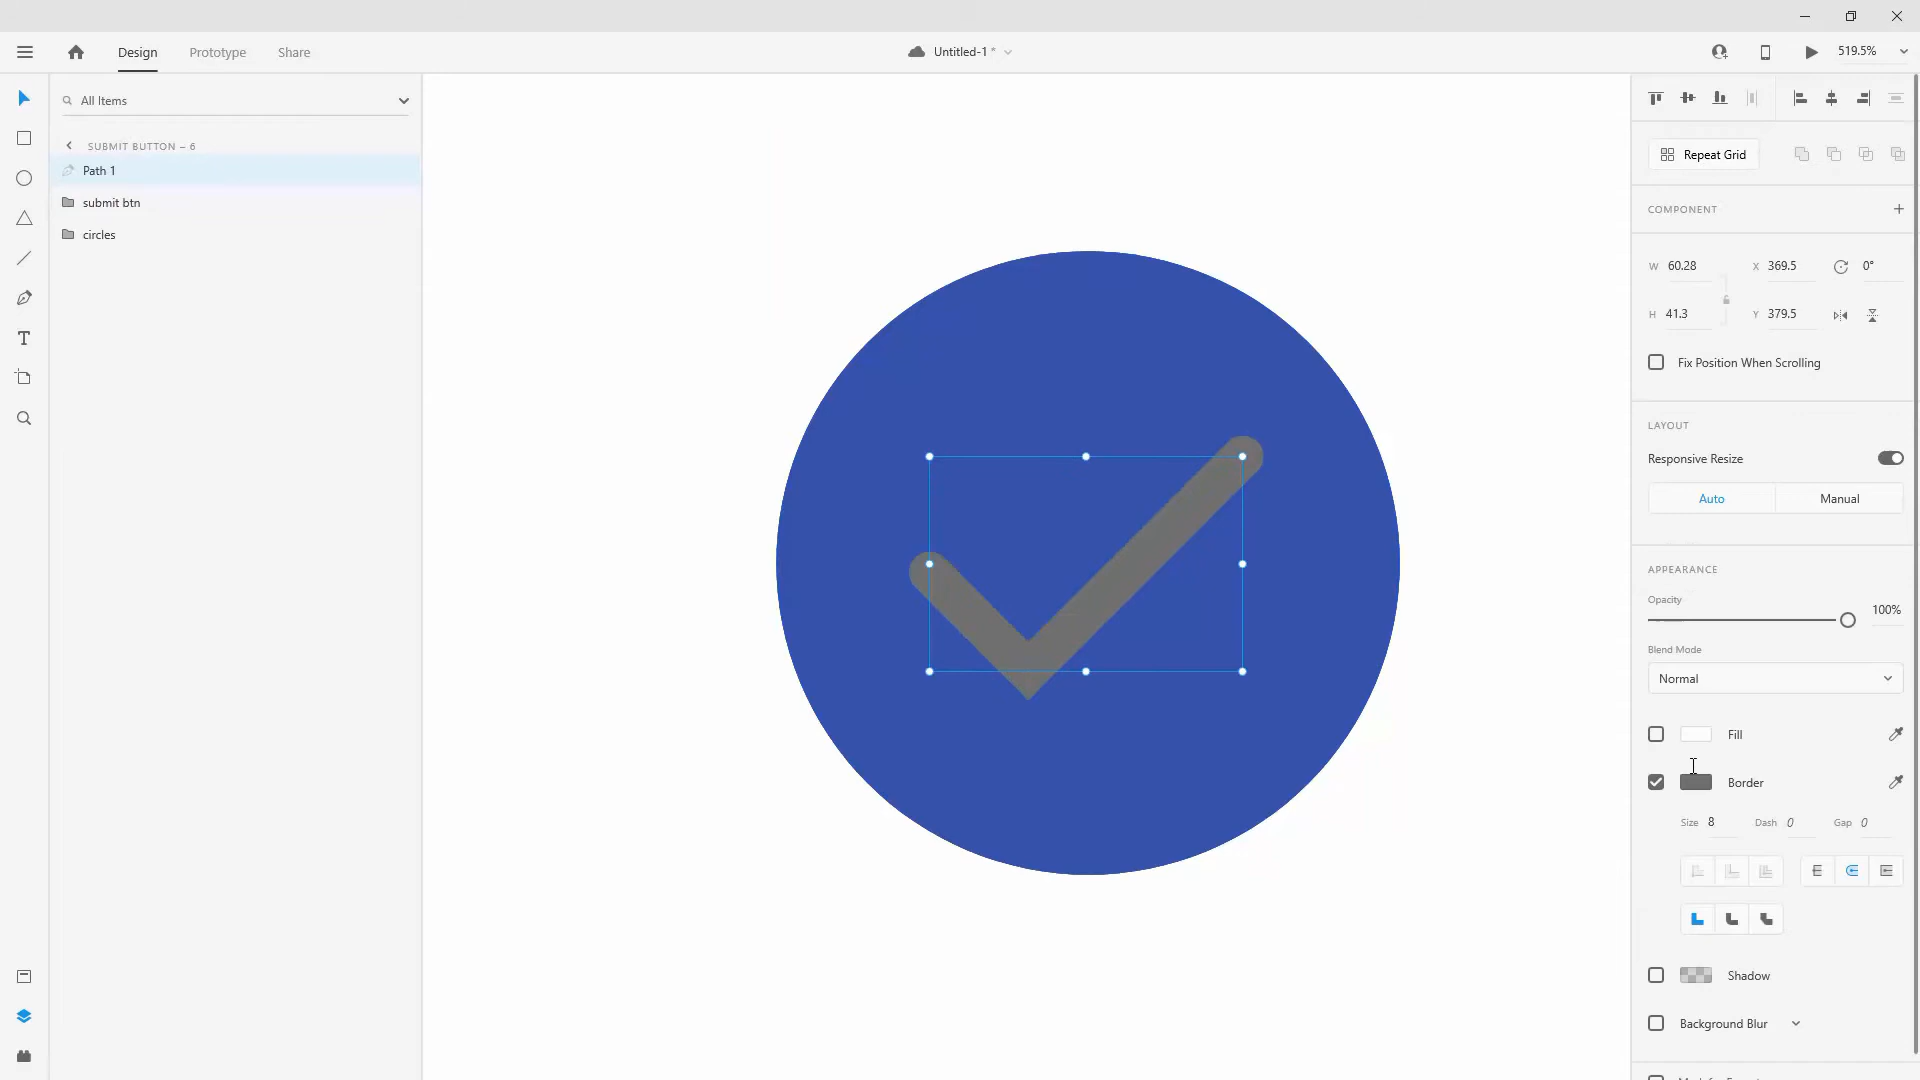 Design Prototype Share
Untitled-1 *
519.5%
All Items
SUBMIT BUTTON – 6
Path 1
submit btn
circles
Repeat Grid
COMPONENT
W 60.28 X 369.5 0°
H 41.3 Y 379.5
Fix Position When Scrolling
LAYOUT
Responsive Resize
Auto Manual
APPEARANCE
Opacity
100%
Blend Mode
Normal
Fill
Border
Size 8 Dash 0 Gap 0
Shadow
Background Blur